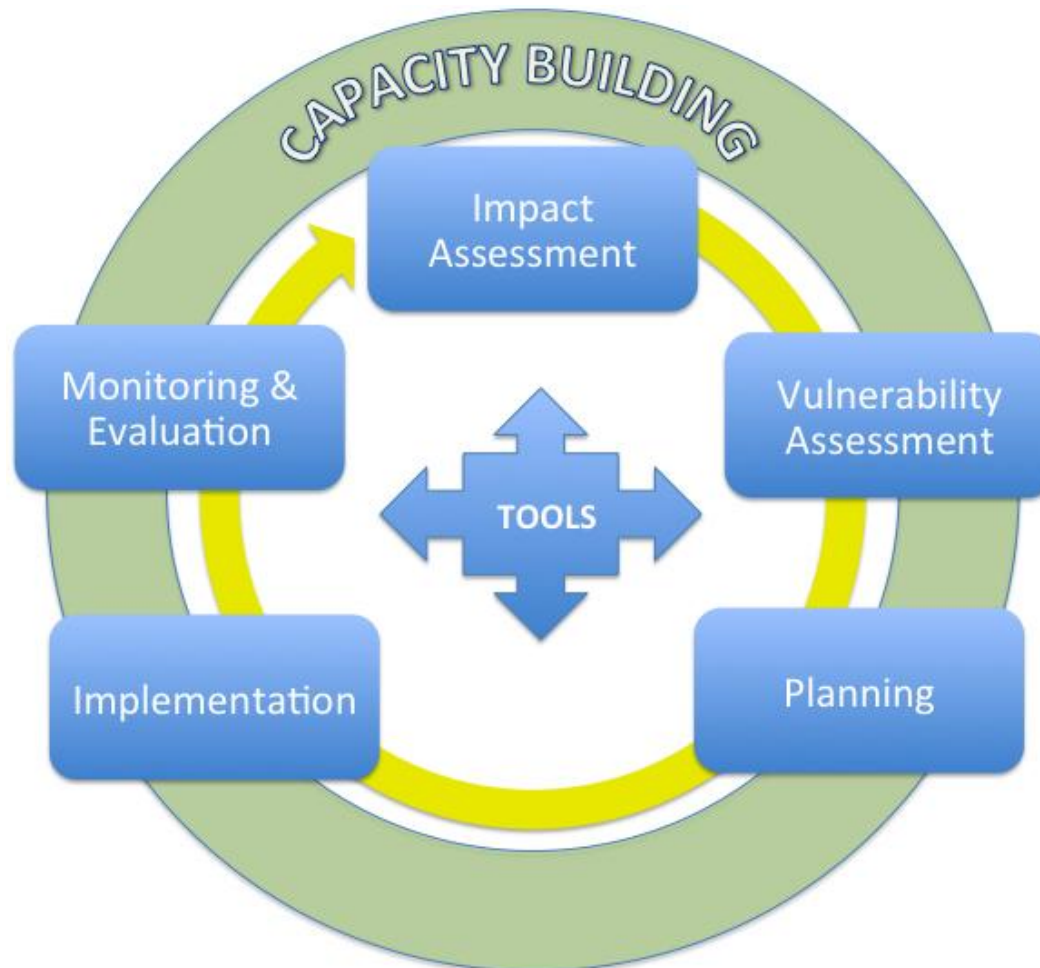 CAPACITY BUILDING
Impact
Assessment
Monitoring &
Evaluation
Vulnerability
Assessment
TOOLS
Implementation
Planning